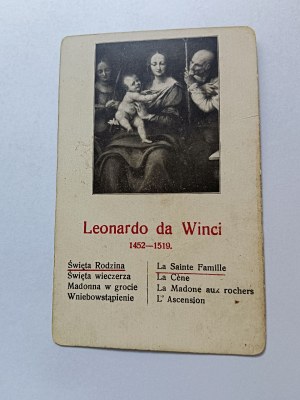 Leonardo da Winci
1452—1519.
Święta Rodzina
Święta wieczerza
Madonna w grocie
Wniebowstąpienie
La Sainte Famille
La Cène
La Madone aux rochers
L' Ascension